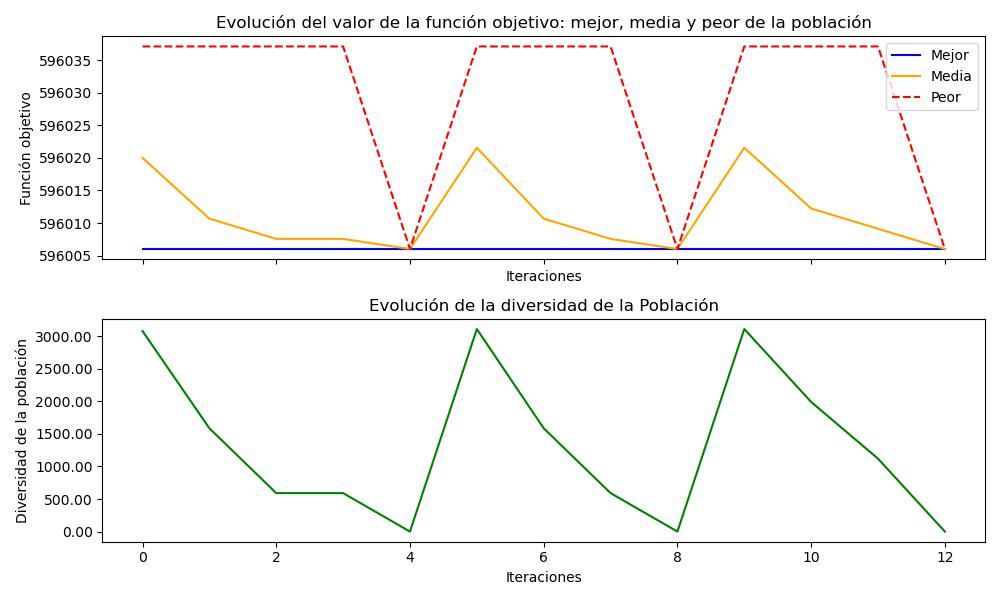 Evolución del valor de la función objetivo: mejor, media y peor de la población
Función objetivo
596035
596030
596025
596020
596015
596010
596005
Mejor
Media
Peor
Iteraciones
Evolución de la diversidad de la Población
Diversidad de la población
3000.00
2500.00
2000.00
1500.00
1000.00
500.00
0.00
0 2 4 6 8 10 12
Iteraciones